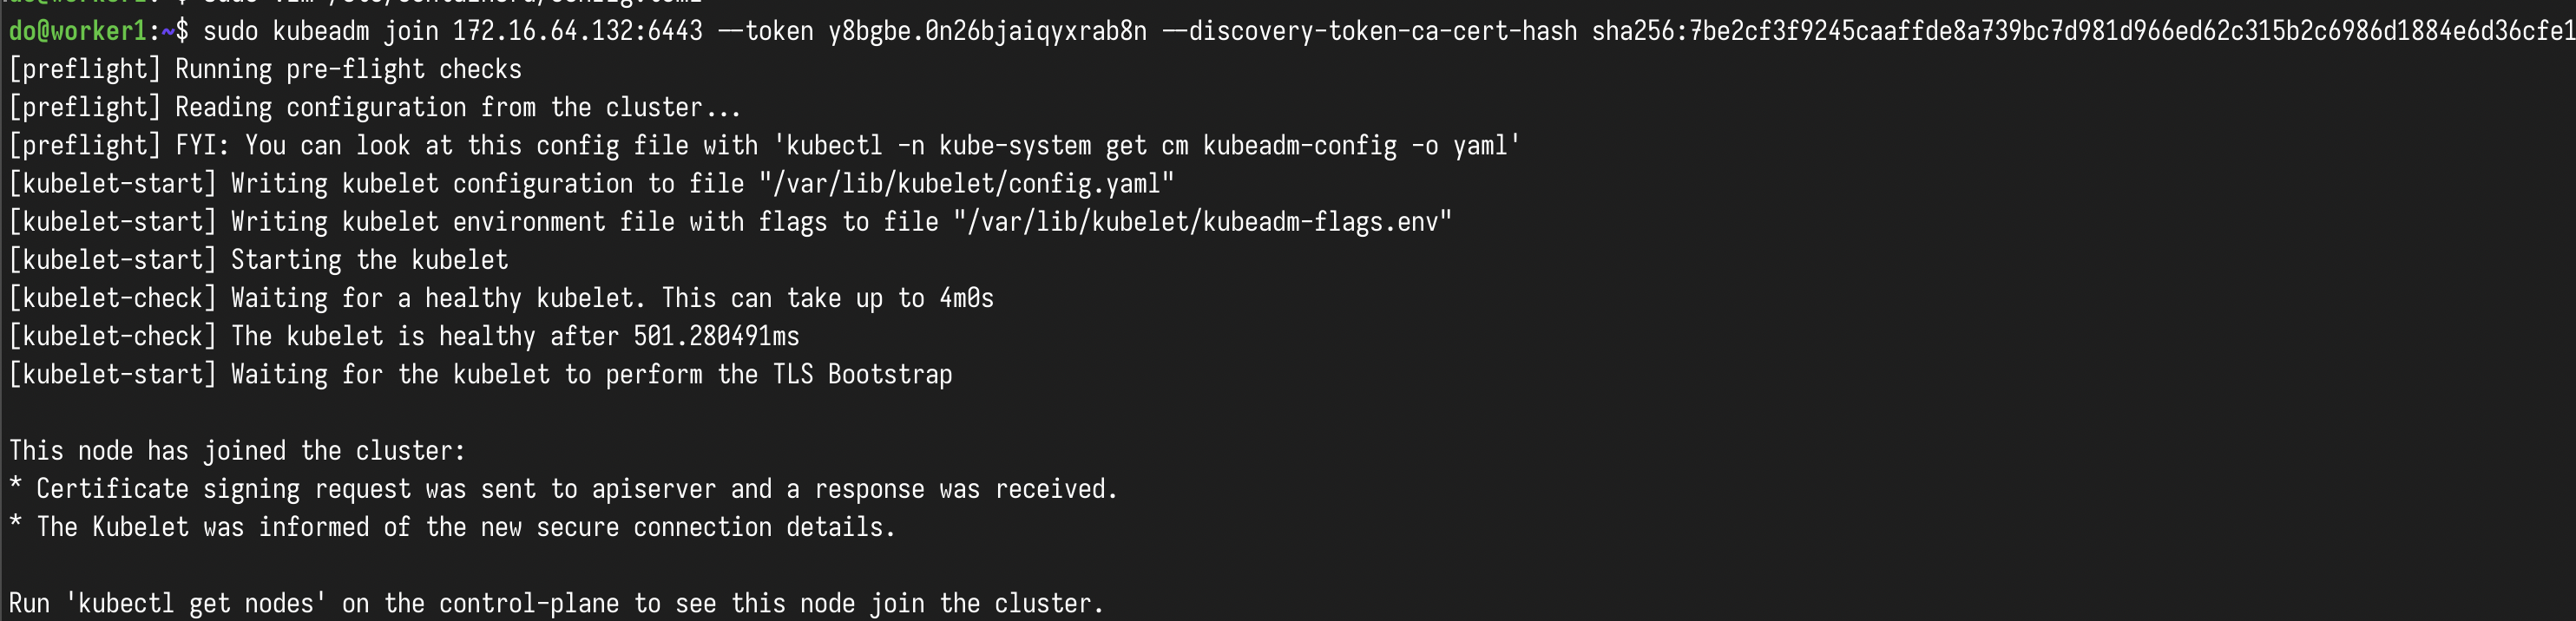 do@worker1:~$ sudo kubeadm join 172.16.64.132:6443 --token y8bgbe.0n26bjaiqyxrab8n --discovery-token-ca-cert-hash sha256:7be2cf3f9245caaffde8a739bc7d981d966ed62c315b2c6986d1884e6d36cfe1
[preflight] Running pre-flight checks
[preflight] Reading configuration from the cluster...
[preflight] FYI: You can look at this config file with 'kubectl -n kube-system get cm kubeadm-config -o yaml'
[kubelet-start] Writing kubelet configuration to file "/var/lib/kubelet/config.yaml"
[kubelet-start] Writing kubelet environment file with flags to file "/var/lib/kubelet/kubeadm-flags.env"
[kubelet-start] Starting the kubelet
[kubelet-check] Waiting for a healthy kubelet. This can take up to 4m0s
[kubelet-check] The kubelet is healthy after 501.280491ms
[kubelet-start] Waiting for the kubelet to perform the TLS Bootstrap
This node has joined the cluster:
* Certificate signing request was sent to apiserver and a response was received.
* The Kubelet was informed of the new secure connection details.
Run 'kubectl get nodes' on the control-plane to see this node join the cluster.